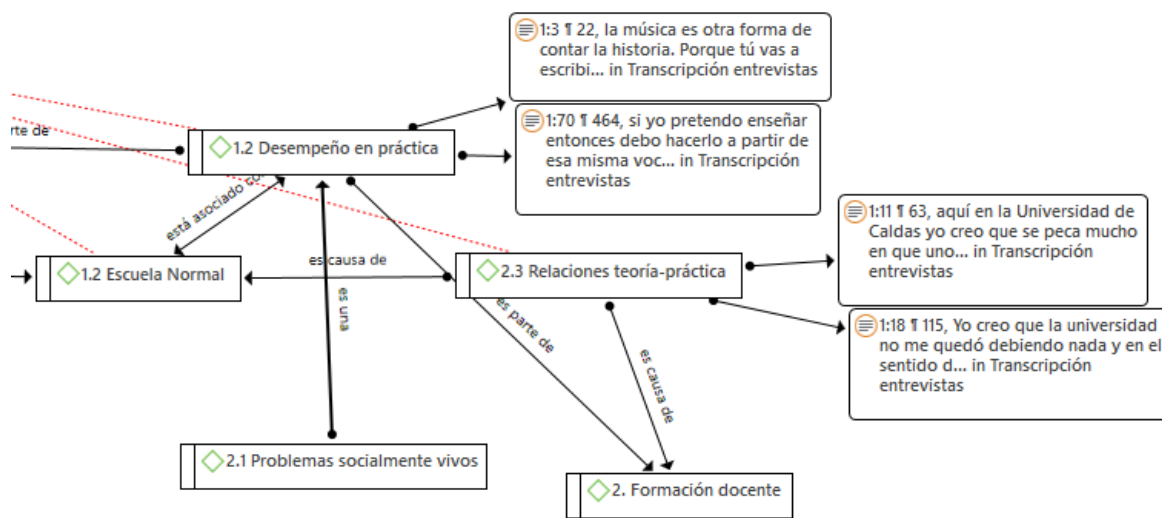 1:3 ¶ 22, la música es otra forma de
contar la historia. Porque tú vas a
escribi... in Transcripción entrevistas
1:70 ¶ 464, si yo pretendo enseñar
entonces debo hacerlo a partir de
esa misma voc... in Transcripción
entrevistas
rte de
1.2 Desempeño en práctica
está asociado co
1:11 ¶ 63, aquí en la Universidad de
Caldas yo creo que se peca mucho
en que uno... in Transcripción
entrevistas
1.2 Escuela Normal
es causa de
2.3 Relaciones teoría-práctica
es una
es parte de
es causa de
1:18 ¶ 115, Yo creo que la universidad
no me quedó debiendo nada y en el
sentido d... in Transcripción
entrevistas
2.1 Problemas socialmente vivos
2. Formación docente